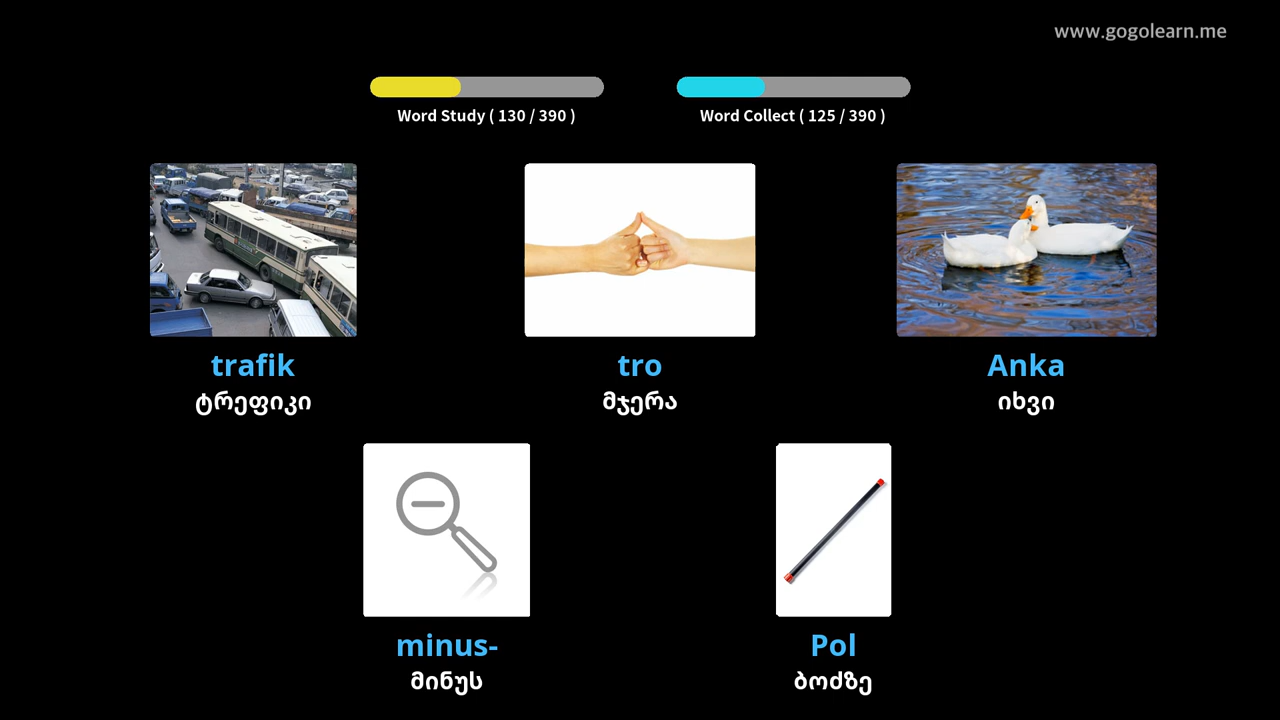 www.gogolearn.me
Word Study ( 130 / 390 )
Word Collect ( 125 / 390 )
trafik
ტრეფიკი
tro
მჯერა
Anka
იხვი
minus-
მინუს
Pol
ბოძზე